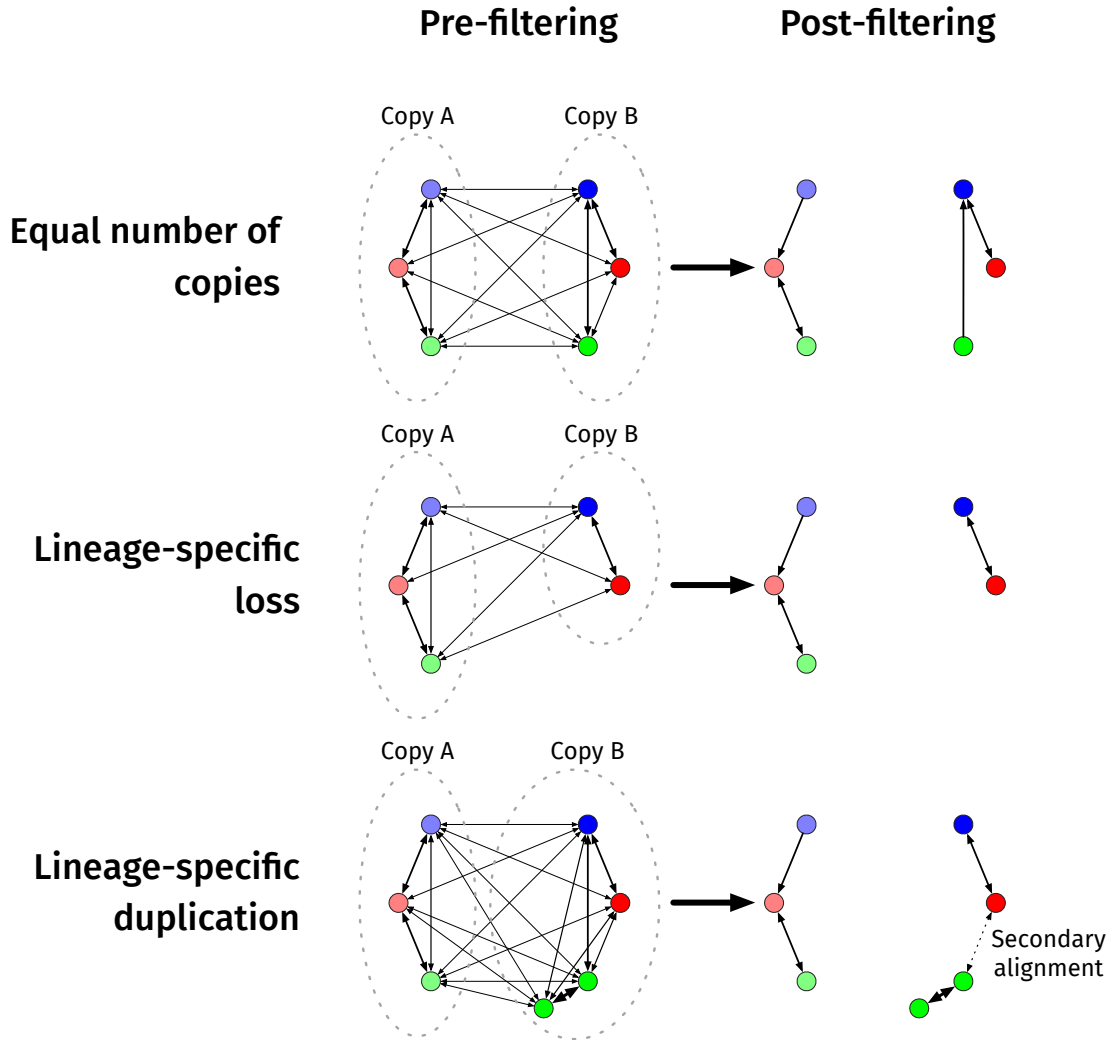 Pre-filtering
Post-filtering
Copy A
Copy B
Equal number of
copies
Copy A
Copy B
Lineage-specific
loss
Copy A
Copy B
Lineage-specific
duplication
Secondary
alignment